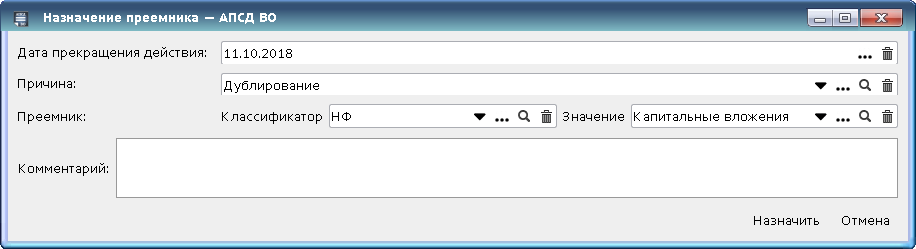 Назначение преемника — АПСД ВО
Дата прекращения действия: 11.10.2018
Причина: Дублирование
Преемник: Классификатор НФ Значение Капитальные вложения
Комментарий:
Назначить Отмена